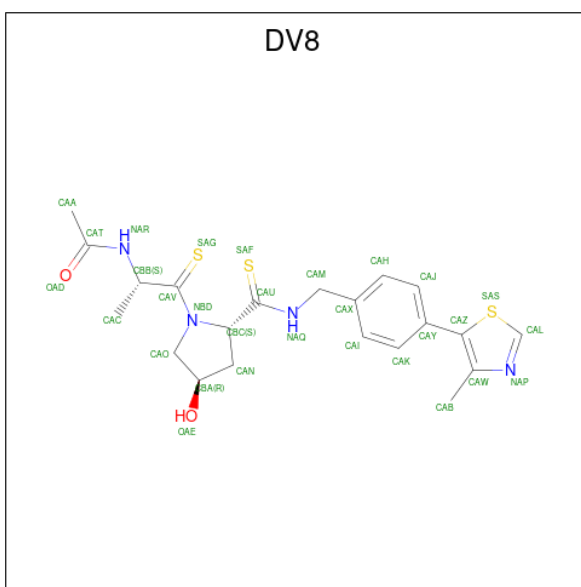 DV8
CAA
H
N
NAR
SAG
S
SAF
S
CAM
CAH
CAJ
CAT
CBB(S)
CAU
SAS
S
O
OAD
CAV
NBD
N
CAX
CAZ
CAL
CAC
CBC(S)
N
H
NAQ
CAI
CAY
CAO
CAN
CAK
CAW
N
NAP
CBA(R)
CAB
HO
OAE